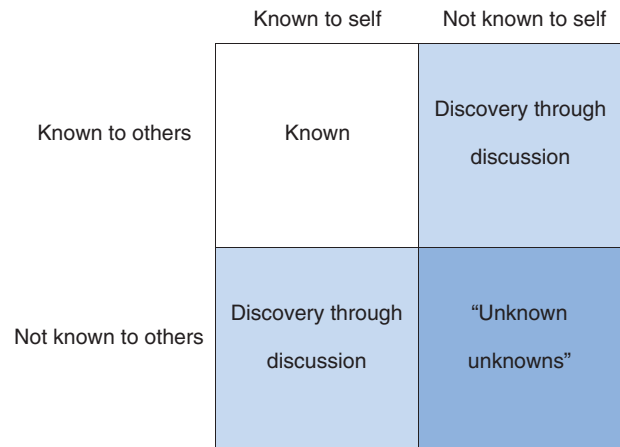 Known to self Not known to self
Known to others
Known
Discovery through
discussion
Not known to others
Discovery through
discussion
“Unknown
unknowns”